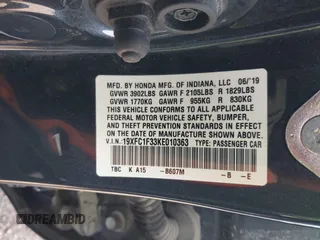 MFD. BY HONDA MFG. OF INDIANA, LLC 06/'19
GVWR 3902LBS GAWR F 2105LBS R 1829LBS
GVWR 1770KG GAWR F 955KG R 830KG
THIS VEHICLE CONFORMS TO ALL APPLICABLE
FEDERAL MOTOR VEHICLE SAFETY, BUMPER,
AND THEFT PREVENTION STANDARDS IN EFFECT ON THE
DATE OF MANUFACTURE SHOWN ABOVE.
V.I.N.: 19XFC1F33KE010363 TYPE: PASSENGER CAR
TBC K A15 -B607M -B -E
DREAMBID